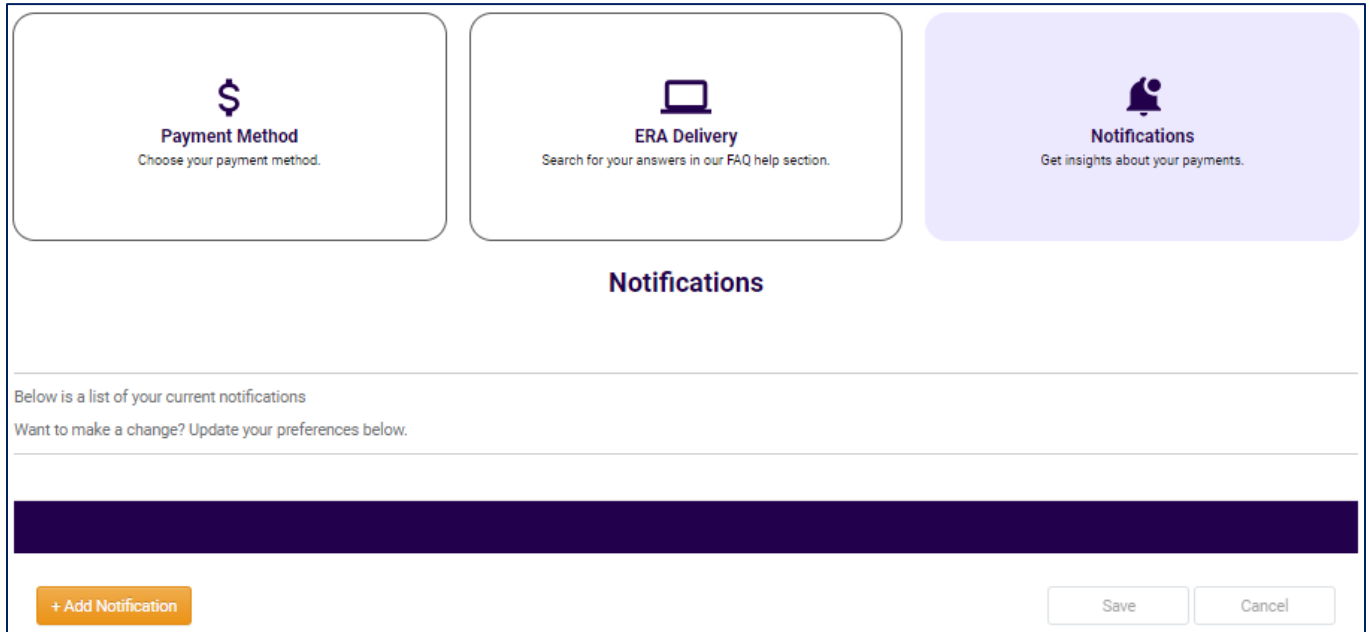 $
Payment Method
Choose your payment method.
ERA Delivery
Search for your answers in our FAQ help section.
Notifications
Get insights about your payments.
Notifications
Below is a list of your current notifications
Want to make a change? Update your preferences below.
+ Add Notification
Save
Cancel